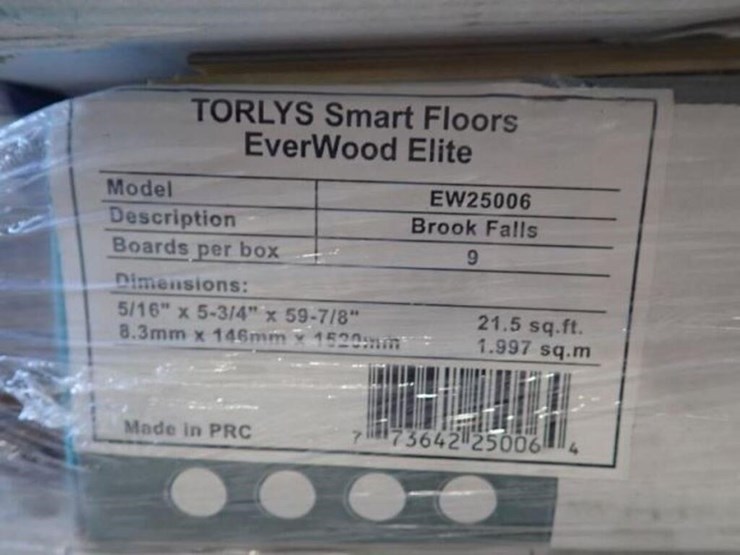 TORLYS Smart Floors
EverWood Elite
Model EW25006
Description Brook Falls
Boards per box 9
Dimensions:
5/16" x 5-3/4" x 59-7/8" 21.5 sq.ft.
8.3mm x 146mm x 1520mm 1.997 sq.m
Made in PRC
7 73642 25006 4